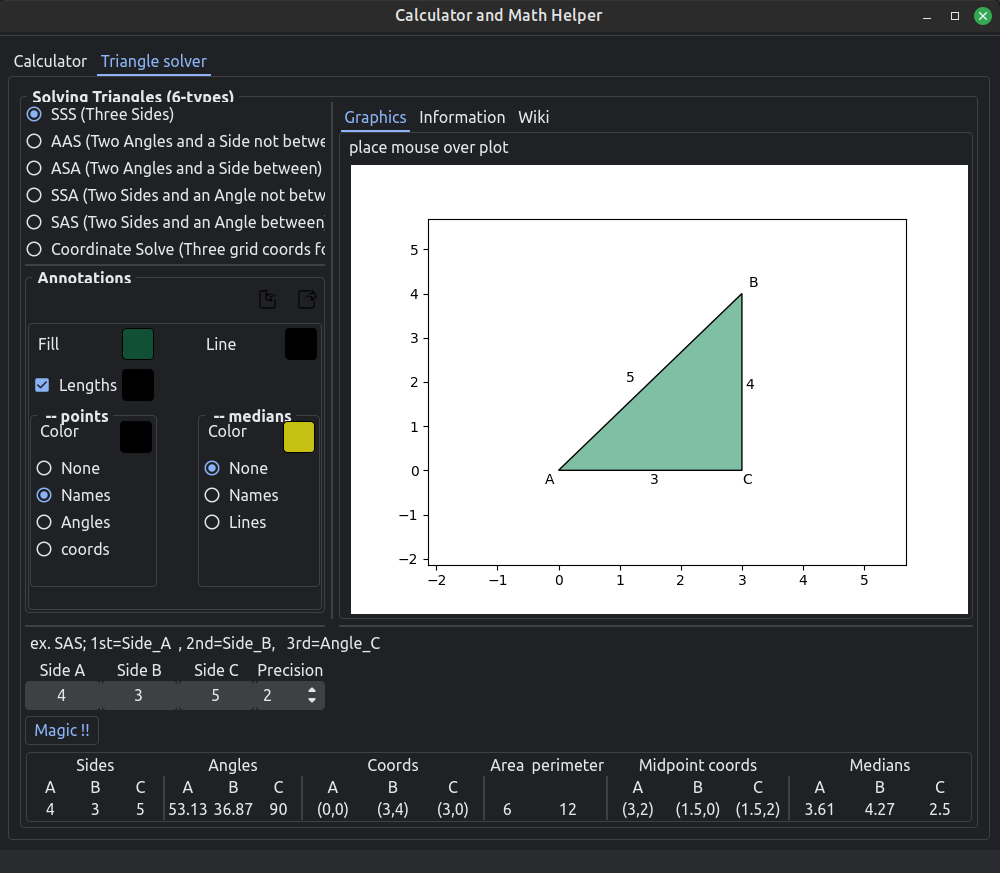 Calculator and Math Helper
Calculator Triangle solver
Solving Triangles (6-types)
SSS (Three Sides)
AAS (Two Angles and a Side not betwe
ASA (Two Angles and a Side between)
SSA (Two Sides and an Angle not betw
SAS (Two Sides and an Angle between
Coordinate Solve (Three grid coords fo
Annotations
Fill Line
Lengths
-- points
Color
None
Names
Angles
coords
-- medians
Color
None
Names
Lines
Graphics Information Wiki
place mouse over plot
5
4
3
2
1
0
−1
−2
−2 −1 0 1 2 3 4 5
B
5
4
A
3
C
ex. SAS; 1st=Side_A , 2nd=Side_B, 3rd=Angle_C
Side A Side B Side C Precision
4 3 5 2
Magic !!
Sides Angles Coords Area perimeter Midpoint coords Medians
A B C A B C A B C A B C A B C
4 3 5 53.13 36.87 90 (0,0) (3,4) (3,0) 6 12 (3,2) (1.5,0) (1.5,2) 3.61 4.27 2.5